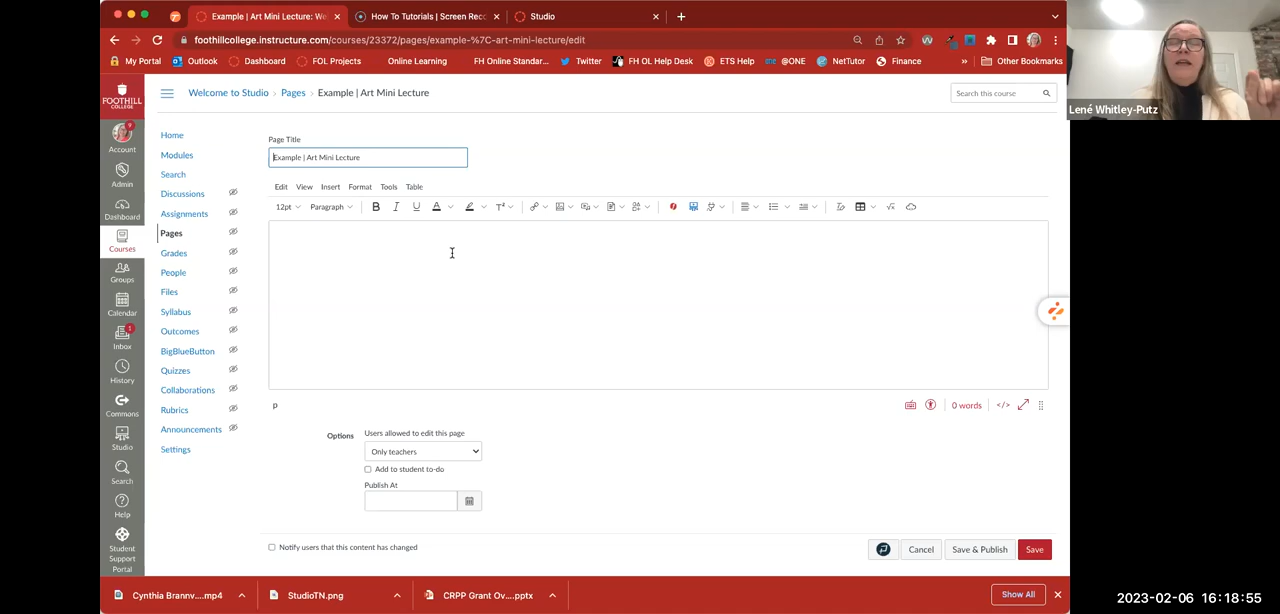 Example | Art Mini Lecture: We
How To Tutorials | Screen Rec
Studio
foothillcollege.instructure.com/courses/23372/pages/example-%7C-art-mini-lecture/edit
My Portal
Outlook
Dashboard
FOL Projects
Online Learning
FH Online Standar...
Twitter
FH OL Help Desk
ETS Help
@ONE
NetTutor
Finance
»
Other Bookmarks
Lené Whitley-Putz
FOOTHILL
COLLEGE
9
Account
Admin
Dashboard
Courses
Groups
Calendar
1
Inbox
History
Commons
Studio
Search
Help
Student
Support
Portal
Welcome to Studio > Pages > Example | Art Mini Lecture
Search this course
Home
Modules
Search
Discussions
Assignments
Pages
Grades
People
Files
Syllabus
Outcomes
BigBlueButton
Quizzes
Collaborations
Rubrics
Announcements
Settings
Page Title
Example | Art Mini Lecture
Edit View Insert Format Tools Table
12pt Paragraph B I U A
p
0 words </>
Options
Users allowed to edit this page
Only teachers
Add to student to-do
Publish At
Notify users that this content has changed
Cancel
Save & Publish
Save
Cynthia Brannv....mp4
StudioTN.png
CRPP Grant Ov....pptx
Show All
2023-02-06 16:18:55